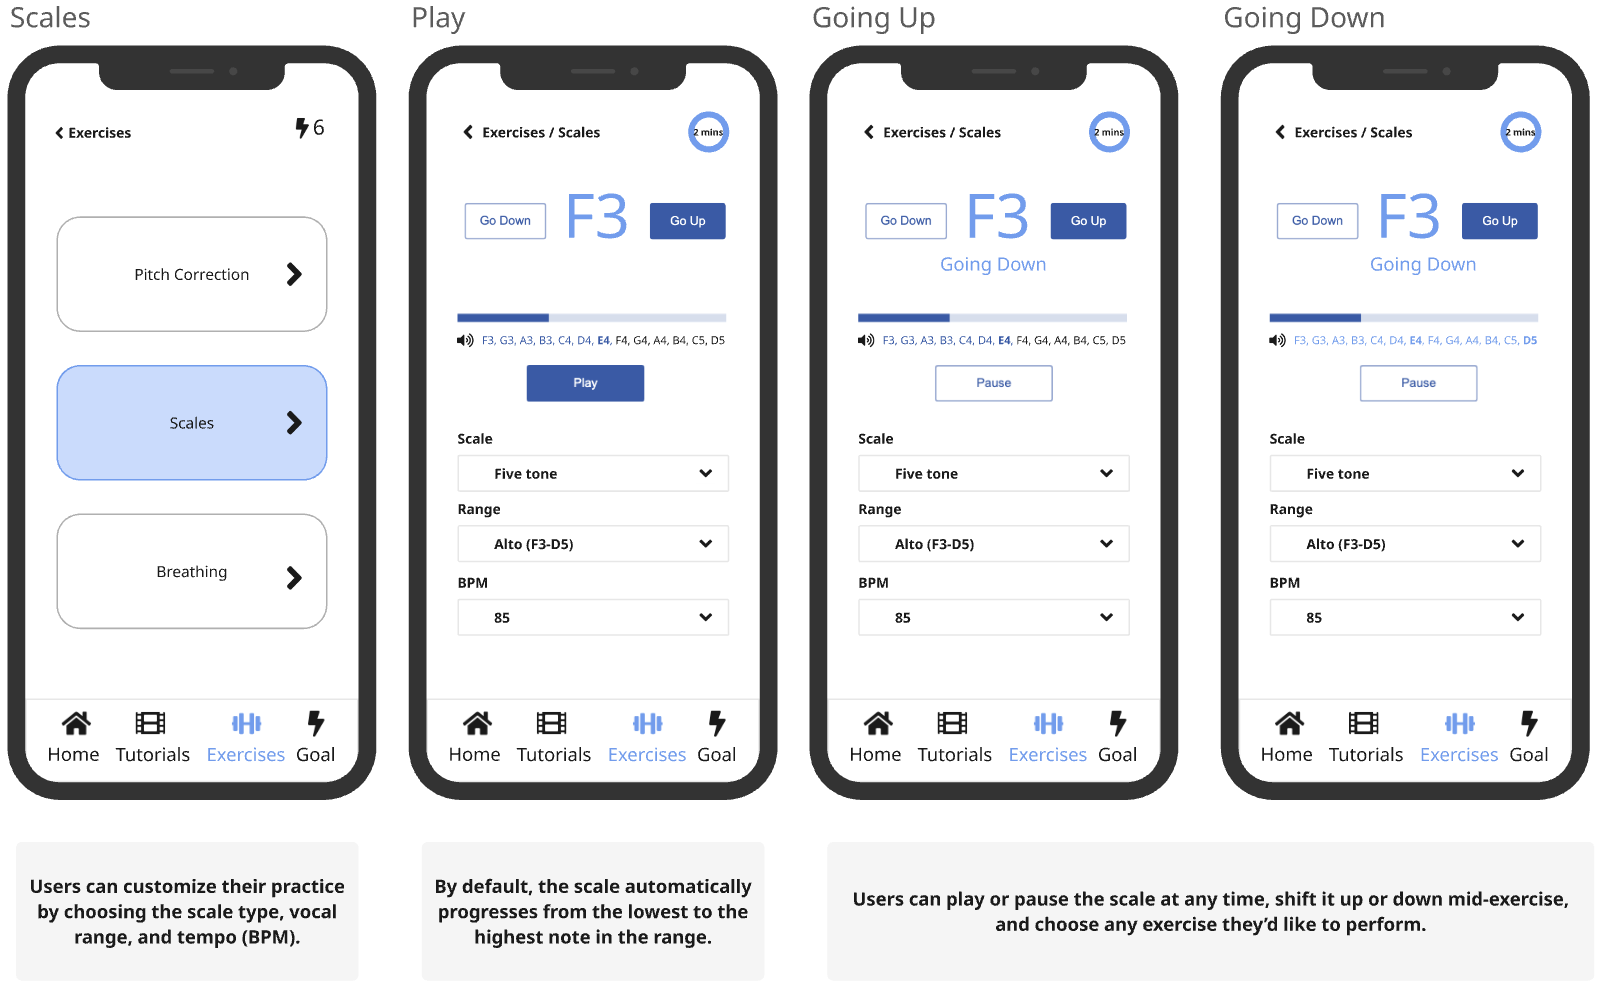 Scales
Play
Going Up
Going Down
Exercises
6
Pitch Correction
Scales
Breathing
Home Tutorials Exercises Goal
Exercises / Scales
2 mins
Go Down
F3
Go Up
F3, G3, A3, B3, C4, D4, E4, F4, G4, A4, B4, C5, D5
Play
Scale
Five tone
Range
Alto (F3-D5)
BPM
85
Home Tutorials Exercises Goal
Exercises / Scales
2 mins
Go Down
F3
Go Up
Going Down
F3, G3, A3, B3, C4, D4, E4, F4, G4, A4, B4, C5, D5
Pause
Scale
Five tone
Range
Alto (F3-D5)
BPM
85
Home Tutorials Exercises Goal
Exercises / Scales
2 mins
Go Down
F3
Go Up
Going Down
F3, G3, A3, B3, C4, D4, E4, F4, G4, A4, B4, C5, D5
Pause
Scale
Five tone
Range
Alto (F3-D5)
BPM
85
Home Tutorials Exercises Goal
Users can customize their practice
by choosing the scale type, vocal
range, and tempo (BPM).
By default, the scale automatically
progresses from the lowest to the
highest note in the range.
Users can play or pause the scale at any time, shift it up or down mid-exercise,
and choose any exercise they’d like to perform.